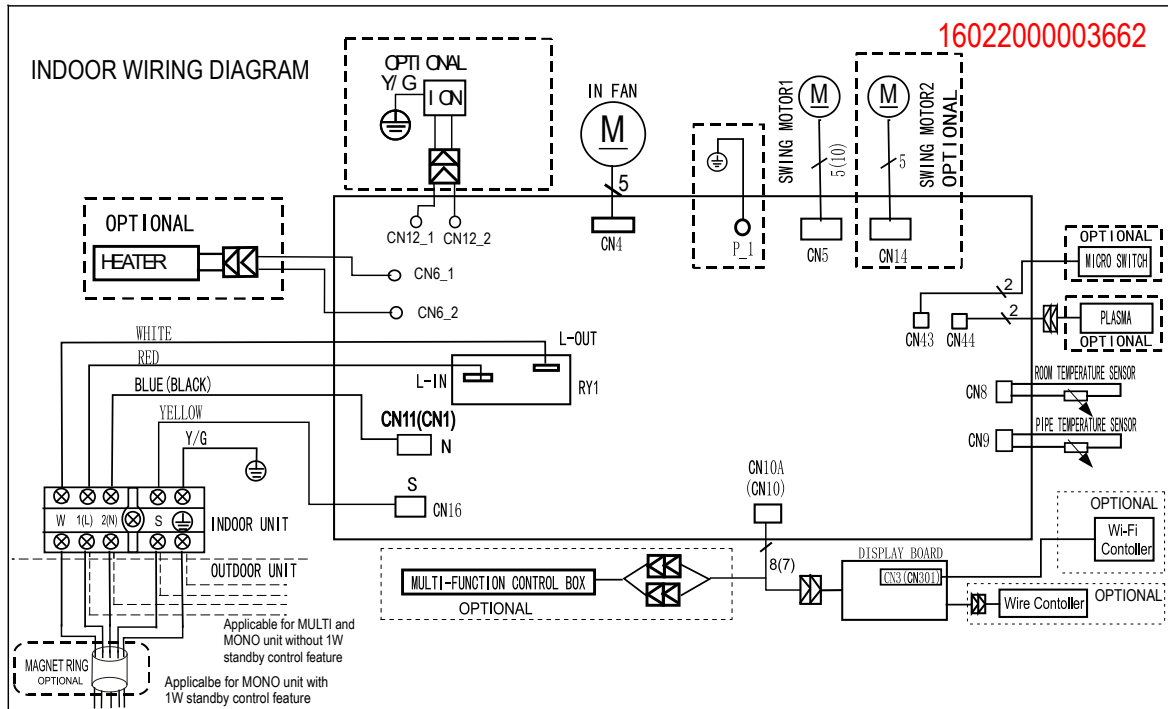 16022000003662
INDOOR WIRING DIAGRAM
OPTIONAL
Y/G
ION
IN FAN
M
5
CN4
P_1
SWING MOTOR1
M
5(10)
CN5
SWING MOTOR2
OPTIONAL
M
5
CN14
CN12_1
CN12_2
OPTIONAL
HEATER
CN6_1
CN6_2
OPTIONAL
MICRO SWITCH
2
2
CN43
CN44
PLASMA
OPTIONAL
WHITE
RED
BLUE(BLACK)
YELLOW
Y/G
L-OUT
L-IN
RY1
CN11(CN1)
N
S
CN16
CN8
ROOM TEMPERATURE SENSOR
CN9
PIPE TEMPERATURE SENSOR
CN10A
(CN10)
8(7)
W
1(L)
2(N)
S
INDOOR UNIT
OUTDOOR UNIT
MULTI-FUNCTION CONTROL BOX
OPTIONAL
DISPLAY BOARD
CN3(CN301)
OPTIONAL
Wi-Fi
Contoller
Wire Contoller
OPTIONAL
Applicable for MULTI and
MONO unit without 1W
standby control feature
MAGNET RING
OPTIONAL
Applicalbe for MONO unit with
1W standby control feature